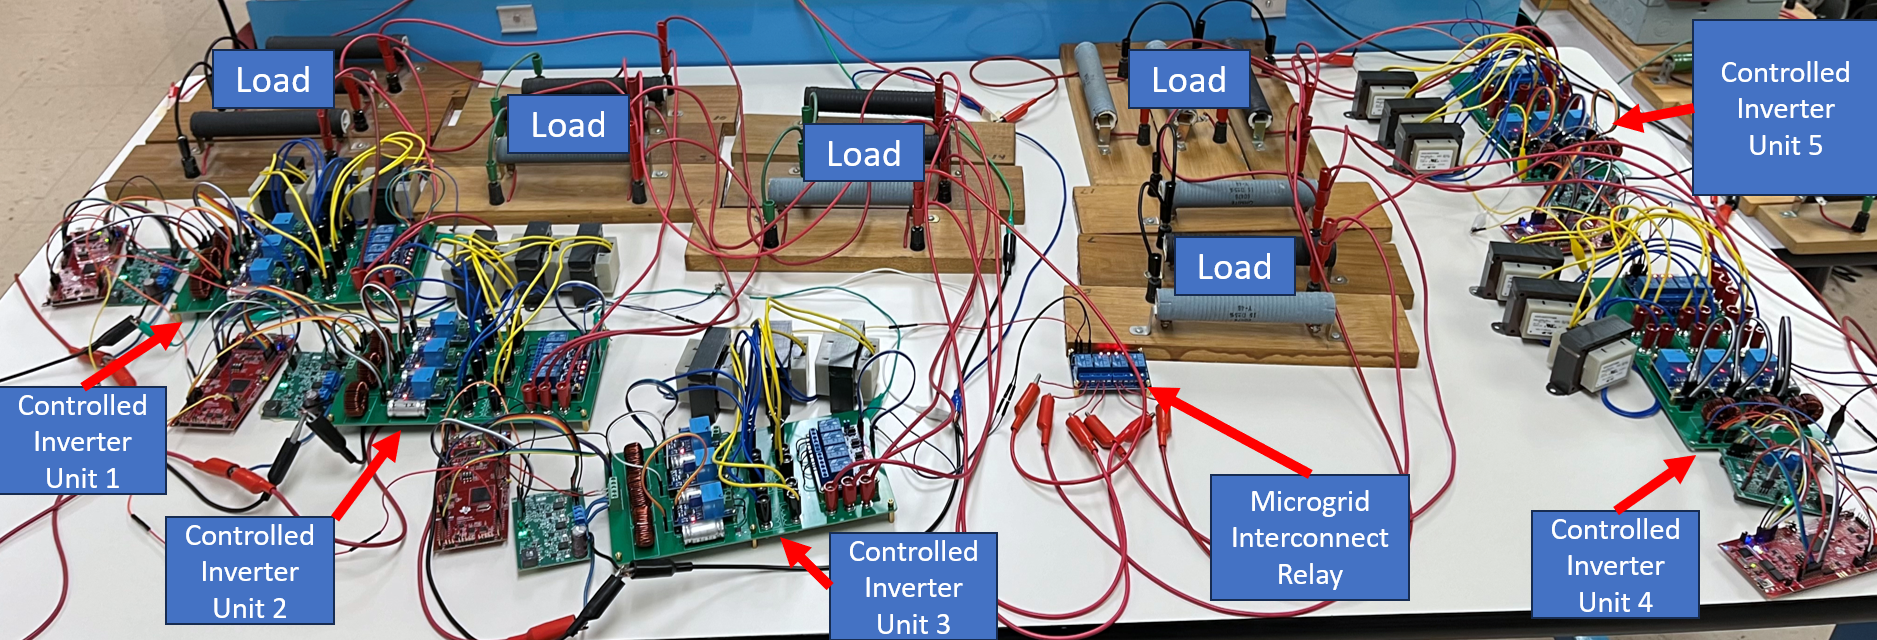 Load
Load
Load
Load
Load
Controlled
Inverter
Unit 5
Controlled
Inverter
Unit 1
Controlled
Inverter
Unit 2
Controlled
Inverter
Unit 3
Microgrid
Interconnect
Relay
Controlled
Inverter
Unit 4